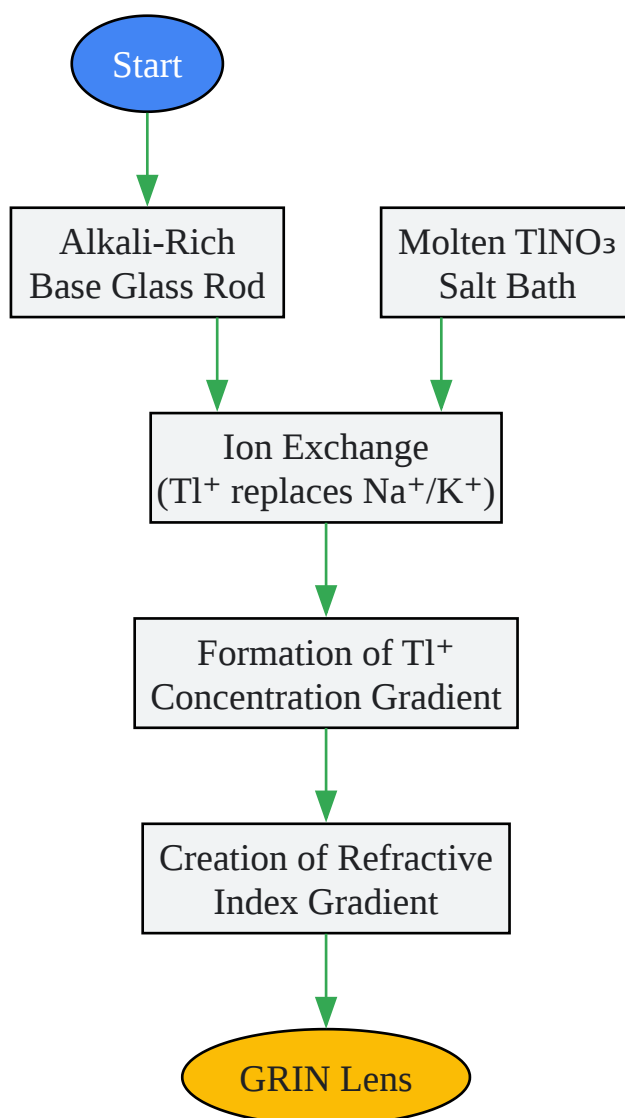 Start
Alkali-Rich
Base Glass Rod
Molten TlNO₃
Salt Bath
Ion Exchange
(Tl⁺ replaces Na⁺/K⁺)
Formation of Tl⁺
Concentration Gradient
Creation of Refractive
Index Gradient
GRIN Lens